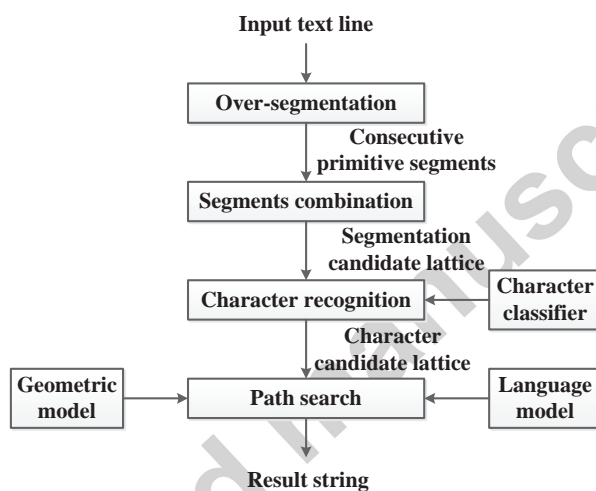 Input text line
Over-segmentation
Consecutive
primitive segments
Segments combination
Segmentation
candidate lattice
Character recognition
Character
classifier
Character
candidate lattice
Geometric
model
Path search
Language
model
Result string
d manusc